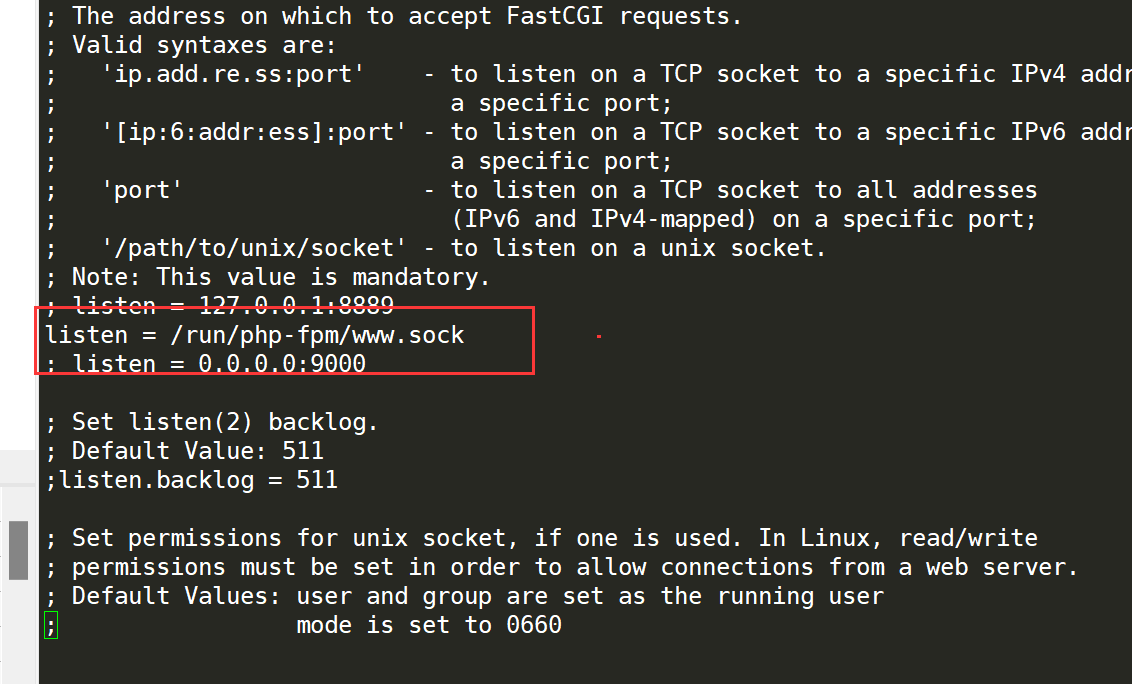 ; The address on which to accept FastCGI requests.
; Valid syntaxes are:
;   'ip.add.re.ss:port'    - to listen on a TCP socket to a specific IPv4 addr
;                            a specific port;
;   '[ip:6:addr:ess]:port' - to listen on a TCP socket to a specific IPv6 addr
;                            a specific port;
;   'port'                 - to listen on a TCP socket to all addresses
;                            (IPv6 and IPv4-mapped) on a specific port;
;   '/path/to/unix/socket' - to listen on a unix socket.
; Note: This value is mandatory.
; listen = 127.0.0.1:8889
listen = /run/php-fpm/www.sock
; listen = 0.0.0.0:9000
; Set listen(2) backlog.
; Default Value: 511
;listen.backlog = 511
; Set permissions for unix socket, if one is used. In Linux, read/write
; permissions must be set in order to allow connections from a web server.
; Default Values: user and group are set as the running user
;                 mode is set to 0660